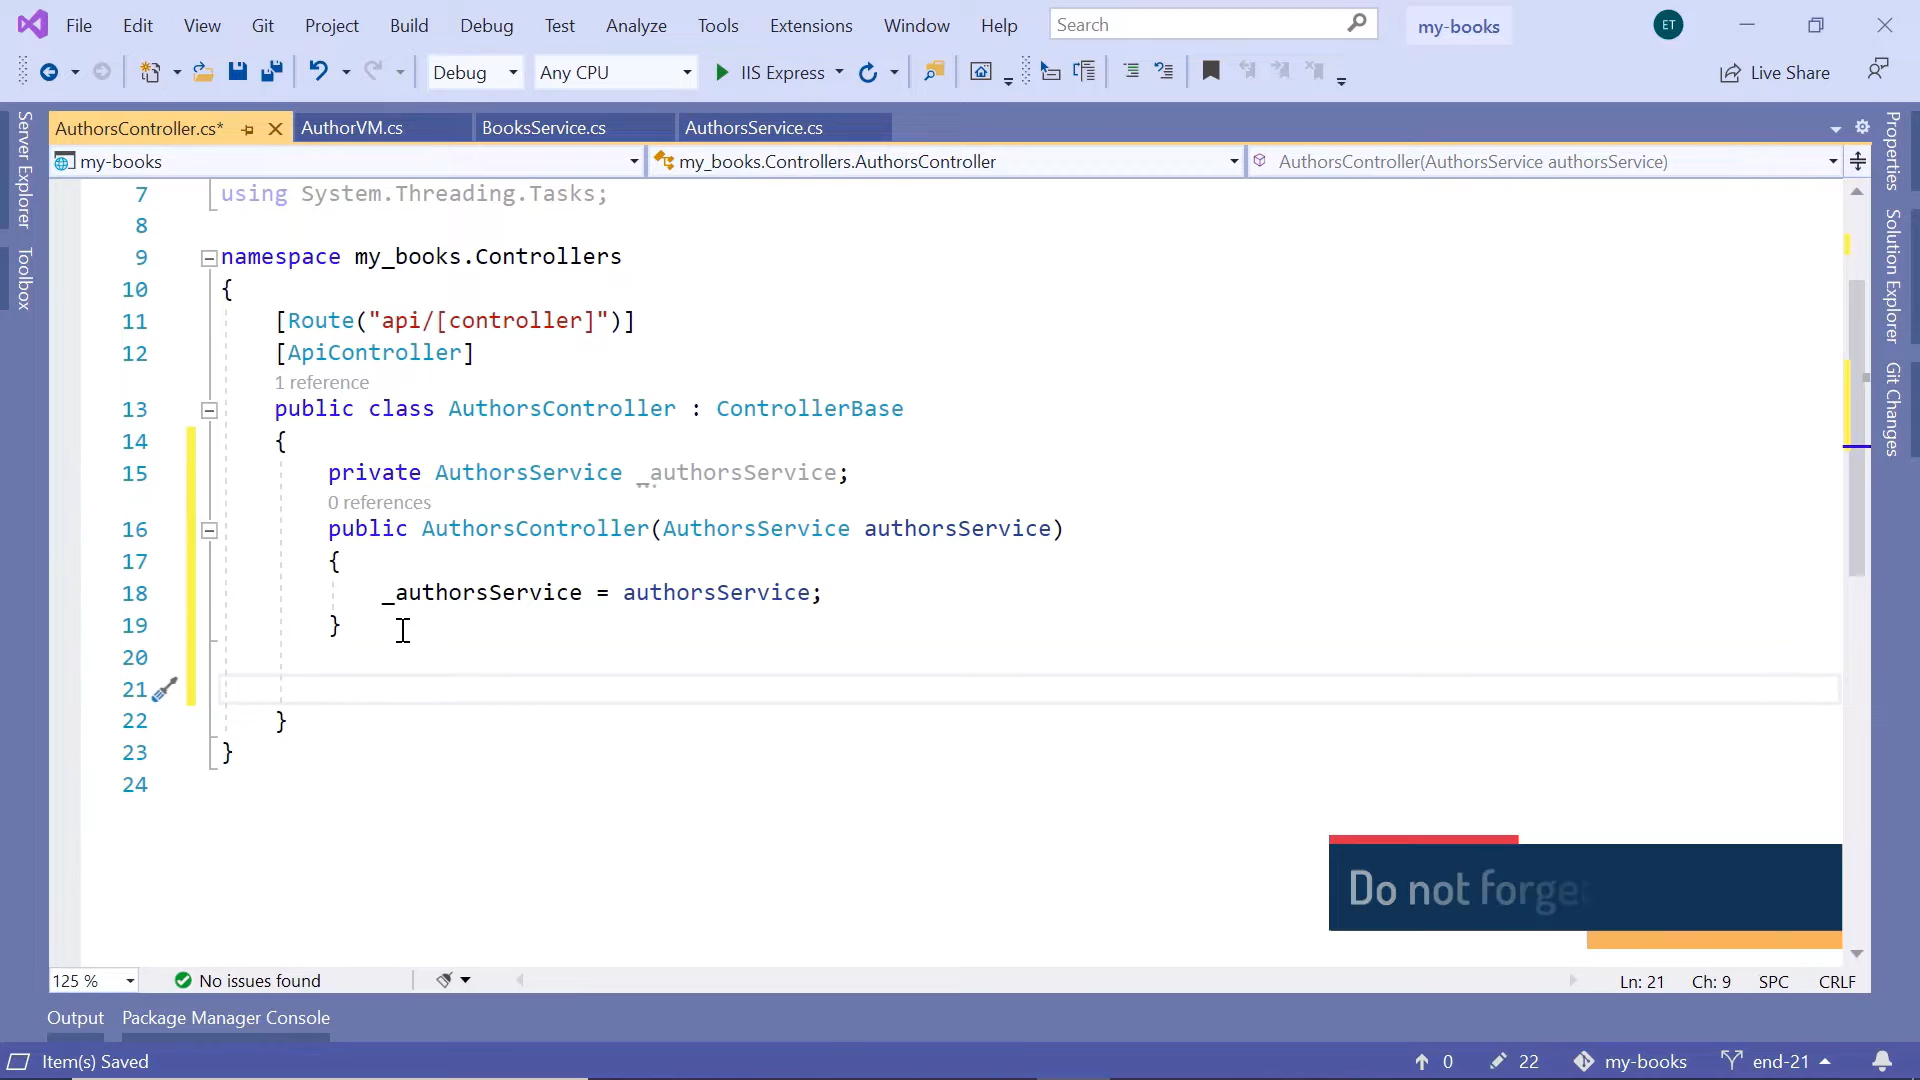 File Edit View Git Project Build Debug Test Analyze Tools Extensions Window Help Search my-books ET
Debug Any CPU IIS Express Live Share
AuthorsController.cs* AuthorVM.cs BooksService.cs AuthorsService.cs
my-books my_books.Controllers.AuthorsController AuthorsController(AuthorsService authorsService)
Server Explorer
Toolbox
Properties
Solution Explorer
Git Changes
7 using System.Threading.Tasks;
8
9 namespace my_books.Controllers
10 {
11 [Route("api/[controller]")]
12 [ApiController]
1 reference
13 public class AuthorsController : ControllerBase
14 {
15 private AuthorsService _authorsService;
0 references
16 public AuthorsController(AuthorsService authorsService)
17 {
18 _authorsService = authorsService;
19 }
20
21
22 }
23 }
24
Do not forge
125 % No issues found Ln: 21 Ch: 9 SPC CRLF
Output Package Manager Console
Item(s) Saved 0 22 my-books end-21